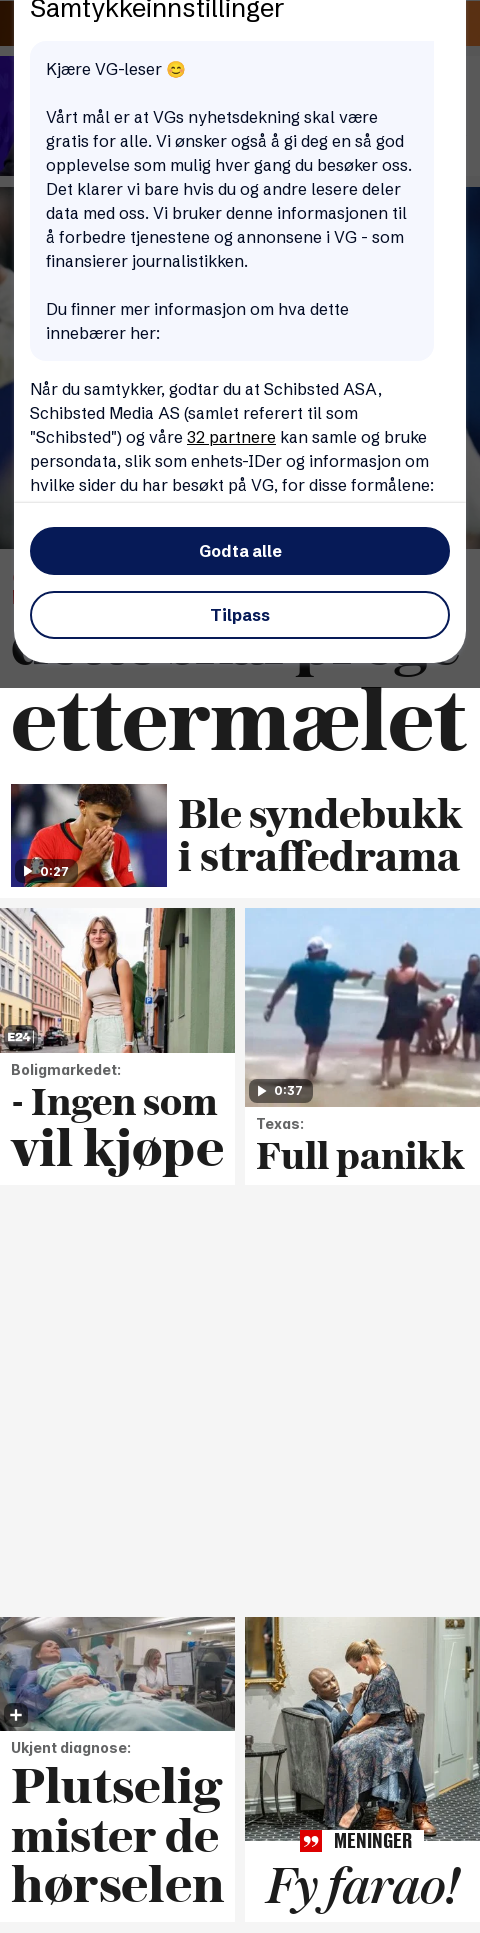 Samtykkeinnstillinger
Kjære VG-leser 😊
Vårt mål er at VGs nyhetsdekning skal være
gratis for alle. Vi ønsker også å gi deg en så god
opplevelse som mulig hver gang du besøker oss.
Det klarer vi bare hvis du og andre lesere deler
data med oss. Vi bruker denne informasjonen til
å forbedre tjenestene og annonsene i VG - som
finansierer journalistikken.
Du finner mer informasjon om hva dette
innebærer her:
Når du samtykker, godtar du at Schibsted ASA,
Schibsted Media AS (samlet referert til som
"Schibsted") og våre 32 partnere kan samle og bruke
persondata, slik som enhets-IDer og informasjon om
hvilke sider du har besøkt på VG, for disse formålene:
Godta alle
Tilpass
ettermælet
0:27
Ble syndebukk
i straffedrama
E24
Boligmarkedet:
- Ingen som
vil kjøpe
0:37
Texas:
Full panikk
Ukjent diagnose:
Plutselig
mister de
hørselen
MENINGER
Fy farao!